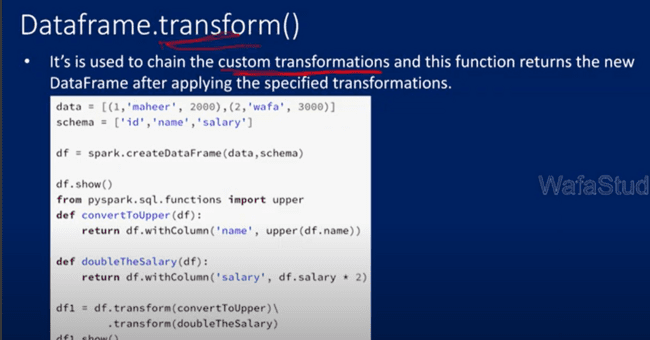 Dataframe.transform()
• It's is used to chain the custom transformations and this function returns the new
DataFrame after applying the specified transformations.
data = [(1,'maheer', 2000),(2,'wafa', 3000)]
schema = ['id','name','salary']
df = spark.createDataFrame(data,schema)
df.show()
from pyspark.sql.functions import upper
def convertToUpper(df):
    return df.withColumn('name', upper(df.name))
def doubleTheSalary(df):
    return df.withColumn('salary', df.salary * 2)
df1 = df.transform(convertToUpper)\
        .transform(doubleTheSalary)
df1.show()
WafaStud